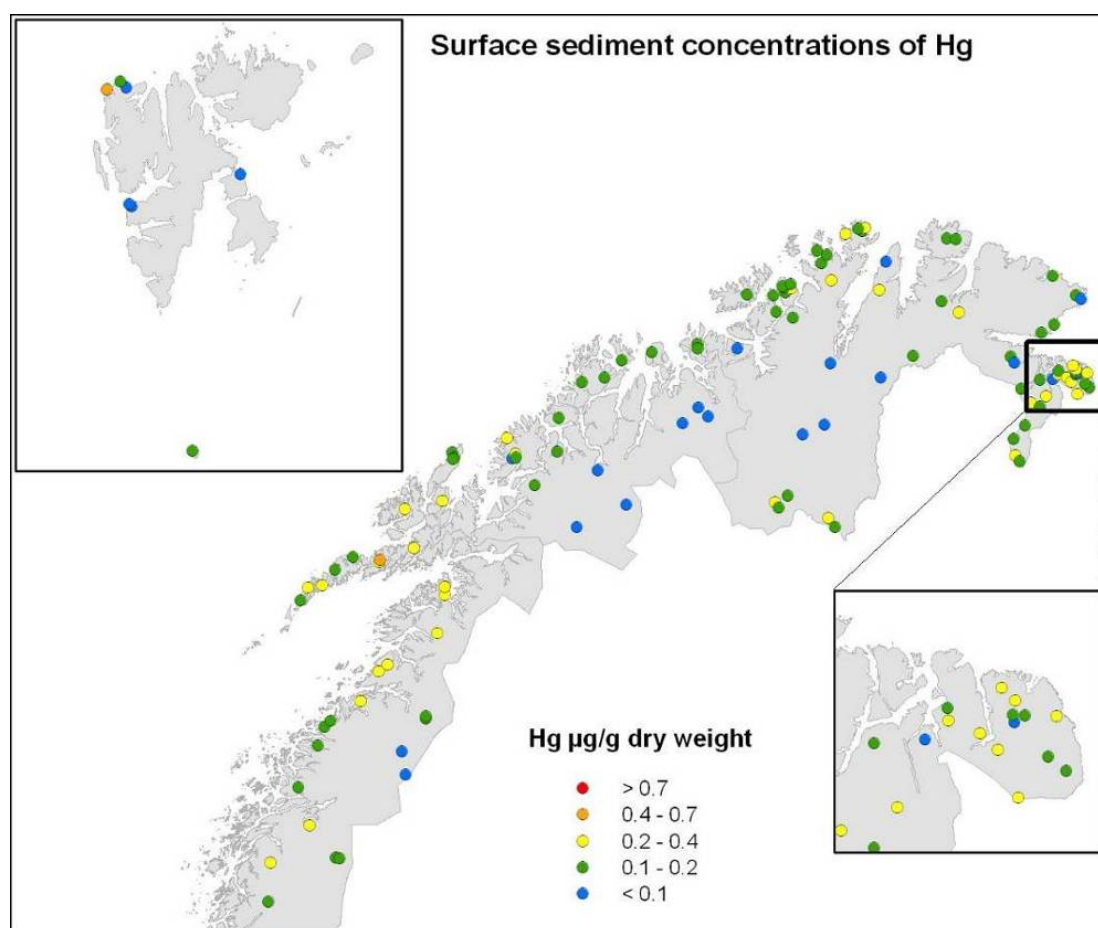 Surface sediment concentrations of Hg
Hg µg/g dry weight
> 0.7
0.4 - 0.7
0.2 - 0.4
0.1 - 0.2
< 0.1